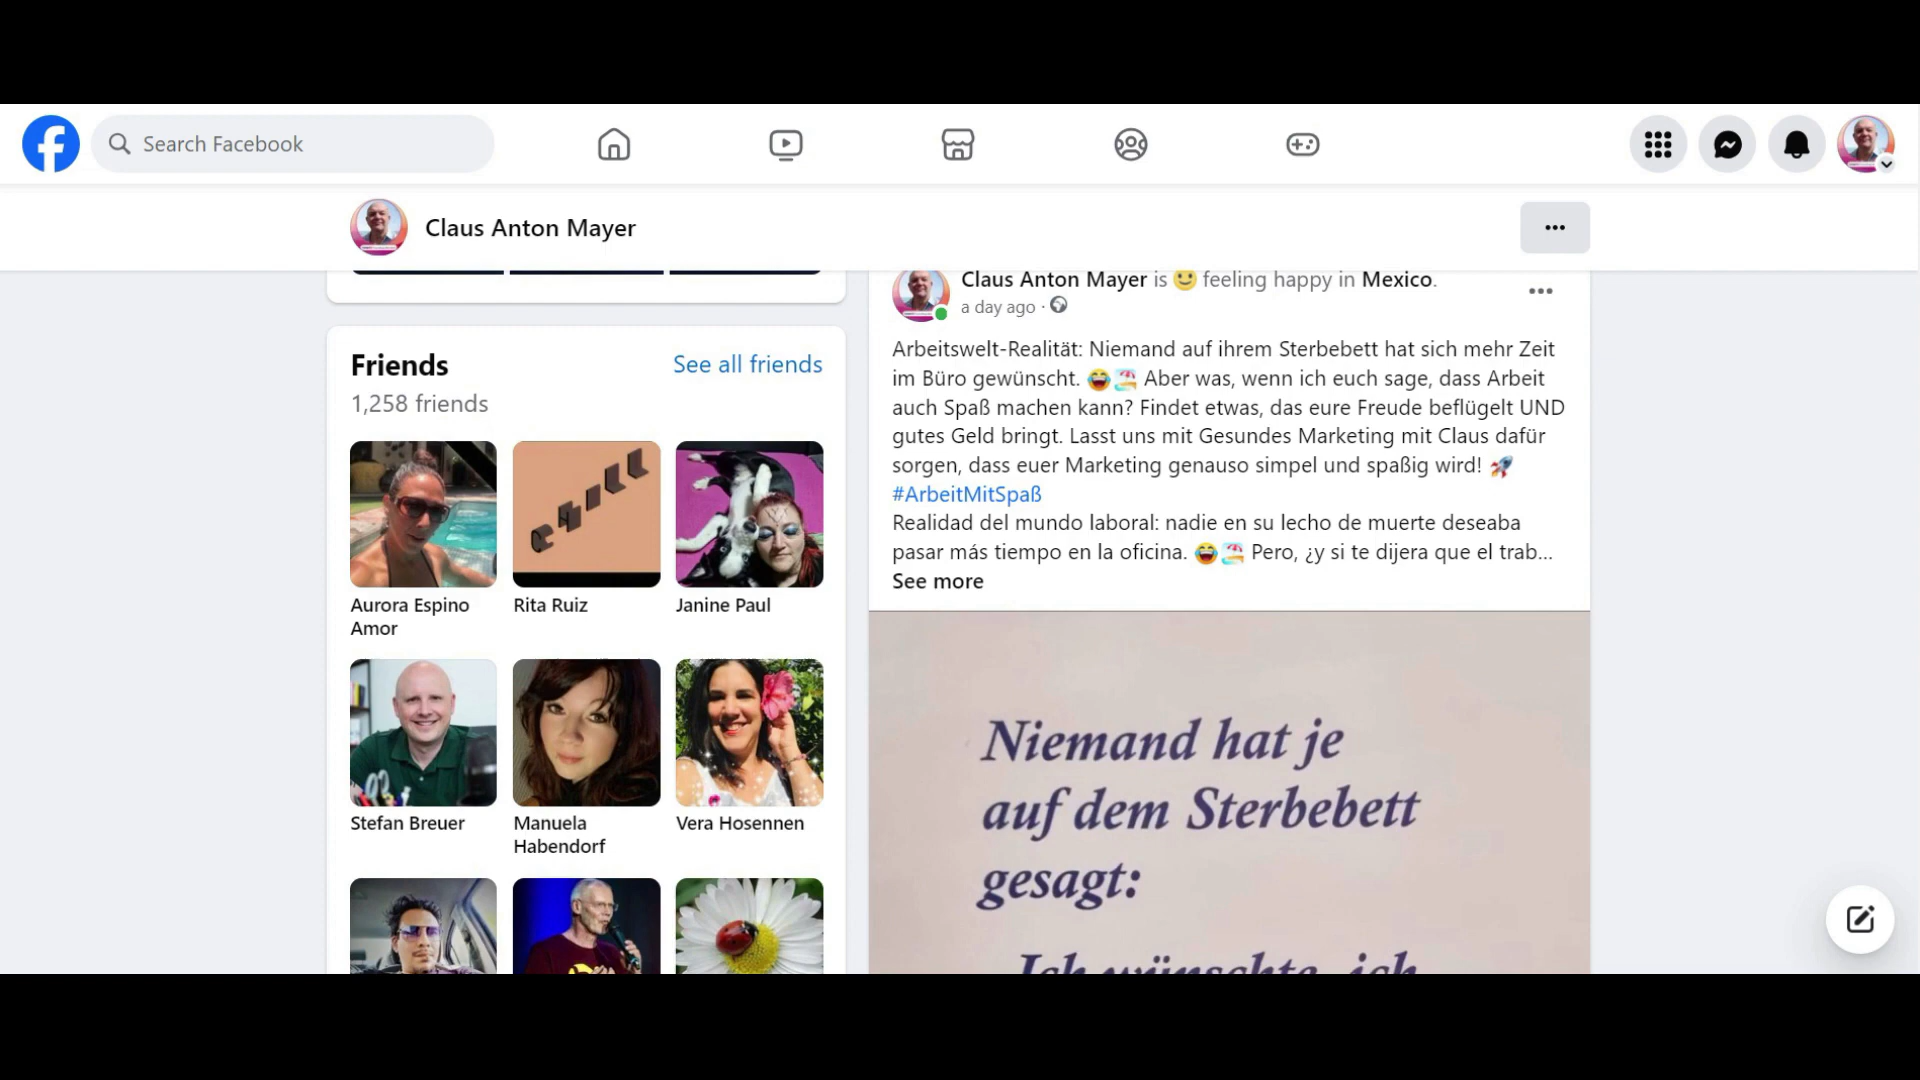 Search Facebook
Claus Anton Mayer
Friends
See all friends
1,258 friends
CHILL
Aurora Espino
Amor
Rita Ruiz
Janine Paul
Stefan Breuer
Manuela
Habendorf
Vera Hosennen
Claus Anton Mayer is 🙂 feeling happy in Mexico.
a day ago ·
Arbeitswelt-Realität: Niemand auf ihrem Sterbebett hat sich mehr Zeit
im Büro gewünscht. 😂🏖️ Aber was, wenn ich euch sage, dass Arbeit
auch Spaß machen kann? Findet etwas, das eure Freude beflügelt UND
gutes Geld bringt. Lasst uns mit Gesundes Marketing mit Claus dafür
sorgen, dass euer Marketing genauso simpel und spaßig wird! 🚀
#ArbeitMitSpaß
Realidad del mundo laboral: nadie en su lecho de muerte deseaba
pasar más tiempo en la oficina. 😂🏖️ Pero, ¿y si te dijera que el trab...
See more
Niemand hat je
auf dem Sterbebett
gesagt:
Ich wünschte, ich